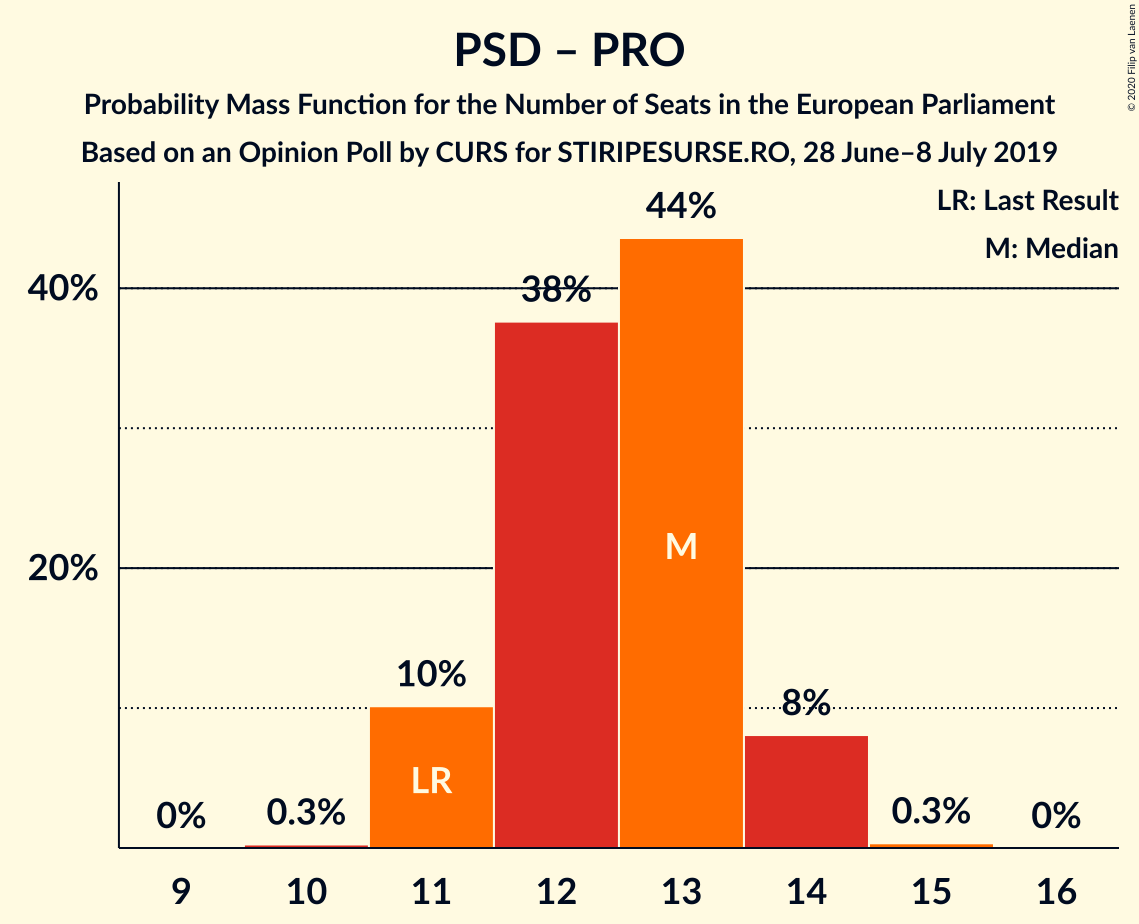 PSD – PRO
Probability Mass Function for the Number of Seats in the European Parliament
Based on an Opinion Poll by CURS for STIRIPESURSE.RO, 28 June–8 July 2019
© 2020 Filip van Laenen
LR: Last Result
M: Median
40%
20%
0%
0.3%
10%
38%
44%
8%
0.3%
0%
LR
M
9 10 11 12 13 14 15 16